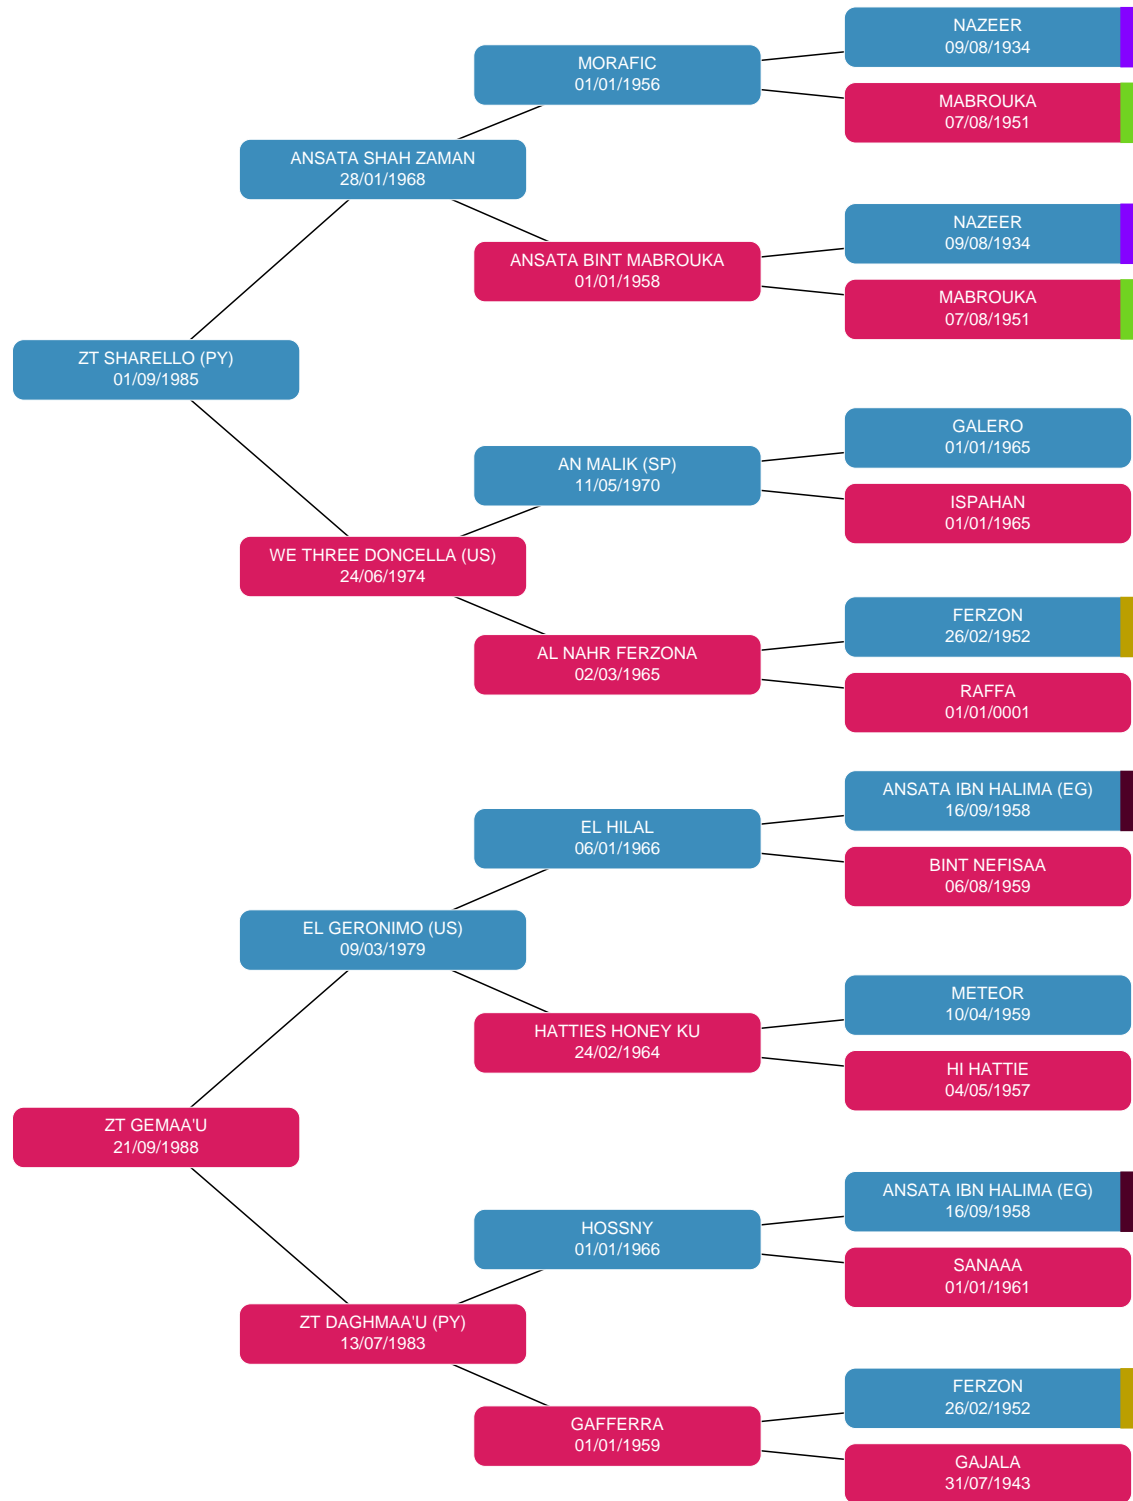 NAZEER
09/08/1934
MORAFIC
01/01/1956
MABROUKA
07/08/1951
ANSATA SHAH ZAMAN
28/01/1968
NAZEER
09/08/1934
ANSATA BINT MABROUKA
01/01/1958
MABROUKA
07/08/1951
ZT SHARELLO (PY)
01/09/1985
GALERO
01/01/1965
AN MALIK (SP)
11/05/1970
ISPAHAN
01/01/1965
WE THREE DONCELLA (US)
24/06/1974
FERZON
26/02/1952
AL NAHR FERZONA
02/03/1965
RAFFA
01/01/0001
ANSATA IBN HALIMA (EG)
16/09/1958
EL HILAL
06/01/1966
BINT NEFISAA
06/08/1959
EL GERONIMO (US)
09/03/1979
METEOR
10/04/1959
HATTIES HONEY KU
24/02/1964
HI HATTIE
04/05/1957
ZT GEMAA'U
21/09/1988
ANSATA IBN HALIMA (EG)
16/09/1958
HOSSNY
01/01/1966
SANAAA
01/01/1961
ZT DAGHMAA'U (PY)
13/07/1983
FERZON
26/02/1952
GAFFERRA
01/01/1959
GAJALA
31/07/1943